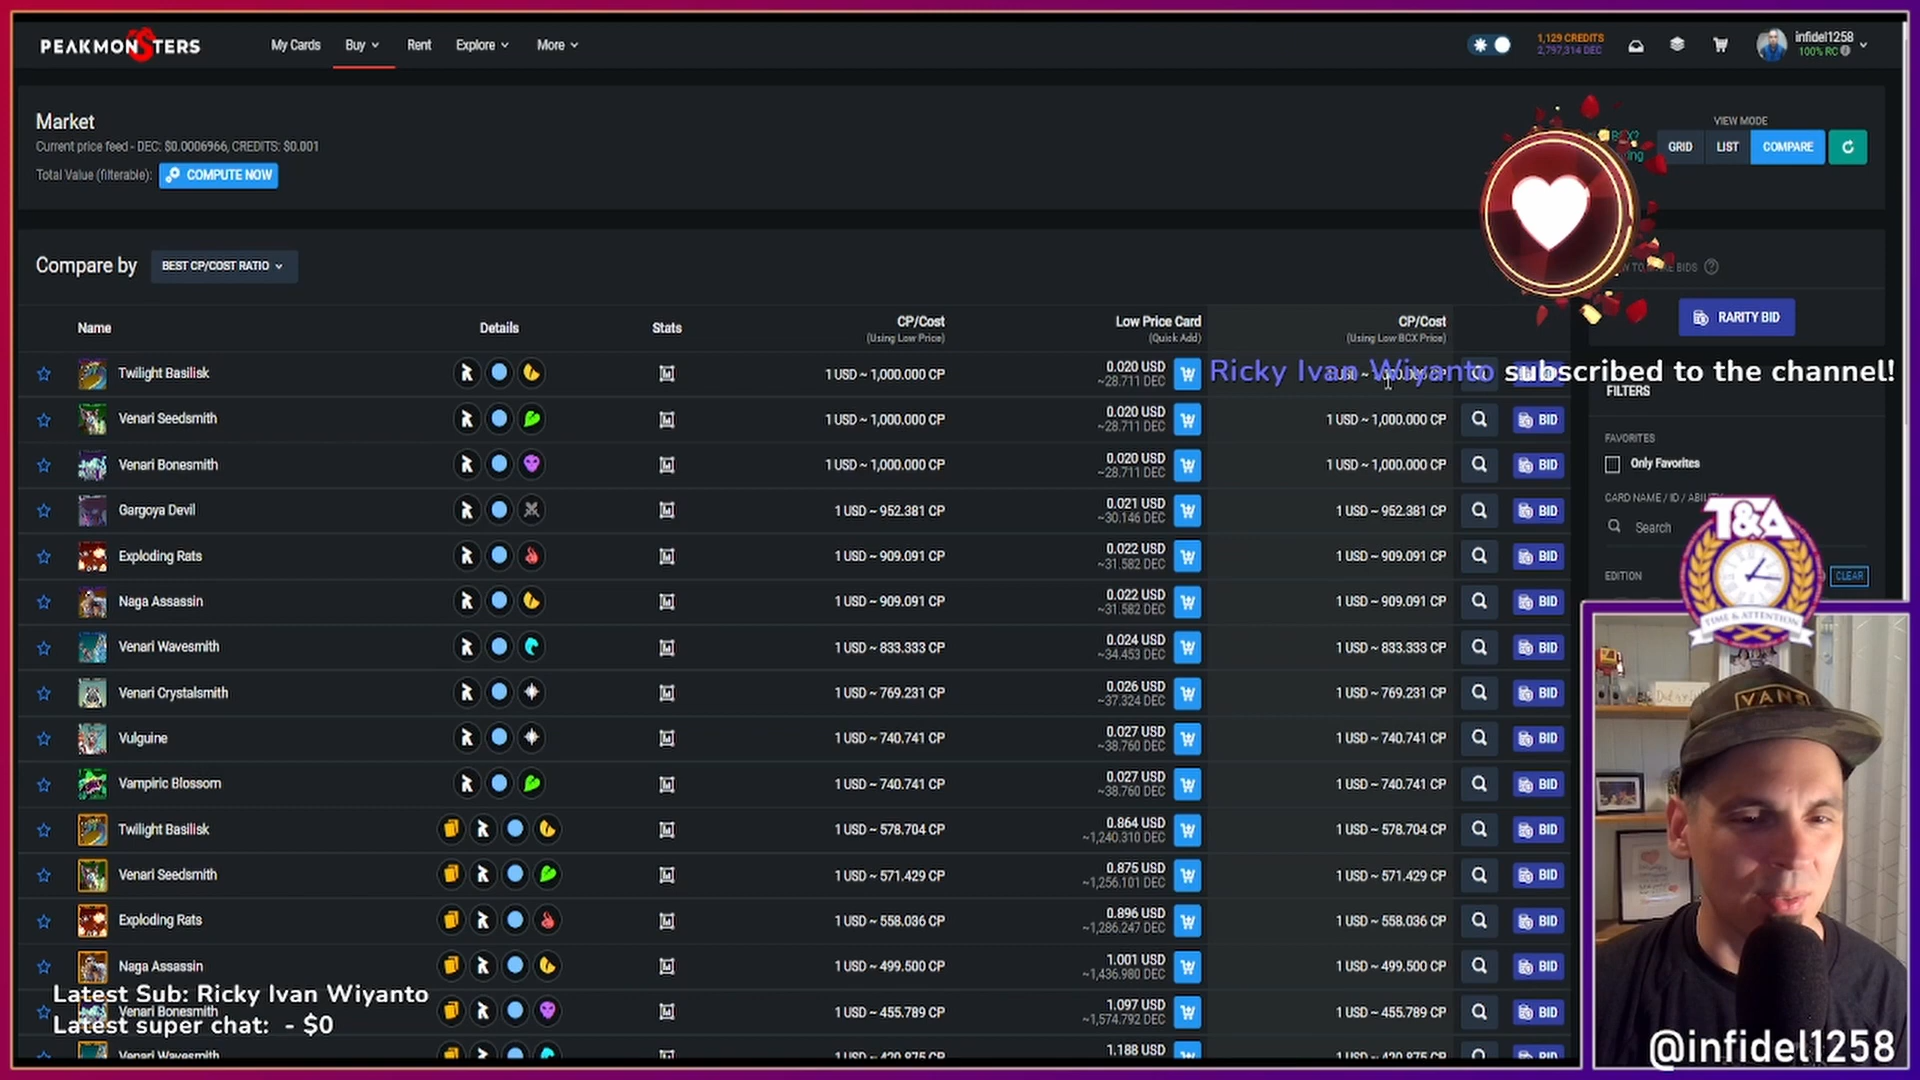 PEAKMONSTERS
My Cards
Buy
Rent
Explore
More
1,129 CREDITS
2,797,314 DEC
infidel1258
100% RC
Market
Current price feed - DEC: $0.0006966, CREDITS: $0.001
Total Value (filterable):
COMPUTE NOW
VIEW MODE
GRID
LIST
COMPARE
Compare by
BEST CP/COST RATIO
BIDS
RARITY BID
Name
Details
Stats
CP/Cost
(Using Low Price)
Low Price Card
(Quick Add)
CP/Cost
(Using Low BCX Price)
Twilight Basilisk
1 USD ~ 1,000.000 CP
0.020 USD
~28.711 DEC
Ricky Ivan Wiyanto subscribed to the channel!
FILTERS
Venari Seedsmith
1 USD ~ 1,000.000 CP
0.020 USD
~28.711 DEC
1 USD ~ 1,000.000 CP
BID
FAVORITES
Only Favorites
Venari Bonesmith
1 USD ~ 1,000.000 CP
0.020 USD
~28.711 DEC
1 USD ~ 1,000.000 CP
BID
CARD NAME / ID / ABILITY
Search
Gargoya Devil
1 USD ~ 952.381 CP
0.021 USD
~30.146 DEC
1 USD ~ 952.381 CP
BID
T&A
TIME & ATTENTION
EDITION
CLEAR
Exploding Rats
1 USD ~ 909.091 CP
0.022 USD
~31.582 DEC
1 USD ~ 909.091 CP
BID
Naga Assassin
1 USD ~ 909.091 CP
0.022 USD
~31.582 DEC
1 USD ~ 909.091 CP
BID
Venari Wavesmith
1 USD ~ 833.333 CP
0.024 USD
~34.453 DEC
1 USD ~ 833.333 CP
BID
Venari Crystalsmith
1 USD ~ 769.231 CP
0.026 USD
~37.324 DEC
1 USD ~ 769.231 CP
BID
Vulguine
1 USD ~ 740.741 CP
0.027 USD
~38.760 DEC
1 USD ~ 740.741 CP
BID
Vampiric Blossom
1 USD ~ 740.741 CP
0.027 USD
~38.760 DEC
1 USD ~ 740.741 CP
BID
Twilight Basilisk
1 USD ~ 578.704 CP
0.864 USD
~1,240.310 DEC
1 USD ~ 578.704 CP
BID
Venari Seedsmith
1 USD ~ 571.429 CP
0.875 USD
~1,256.101 DEC
1 USD ~ 571.429 CP
BID
Exploding Rats
1 USD ~ 558.036 CP
0.896 USD
~1,286.247 DEC
1 USD ~ 558.036 CP
BID
Naga Assassin
1 USD ~ 499.500 CP
1.001 USD
~1,436.980 DEC
1 USD ~ 499.500 CP
BID
Latest Sub: Ricky Ivan Wiyanto
Venari Bonesmith
1 USD ~ 455.789 CP
1.097 USD
~1,574.792 DEC
1 USD ~ 455.789 CP
BID
Latest super chat: - $0
Venari Wavesmith
1 USD ~ 420.875 CP
1.188 USD
1 USD ~ 420.875 CP
BID
VANS
@infidel1258